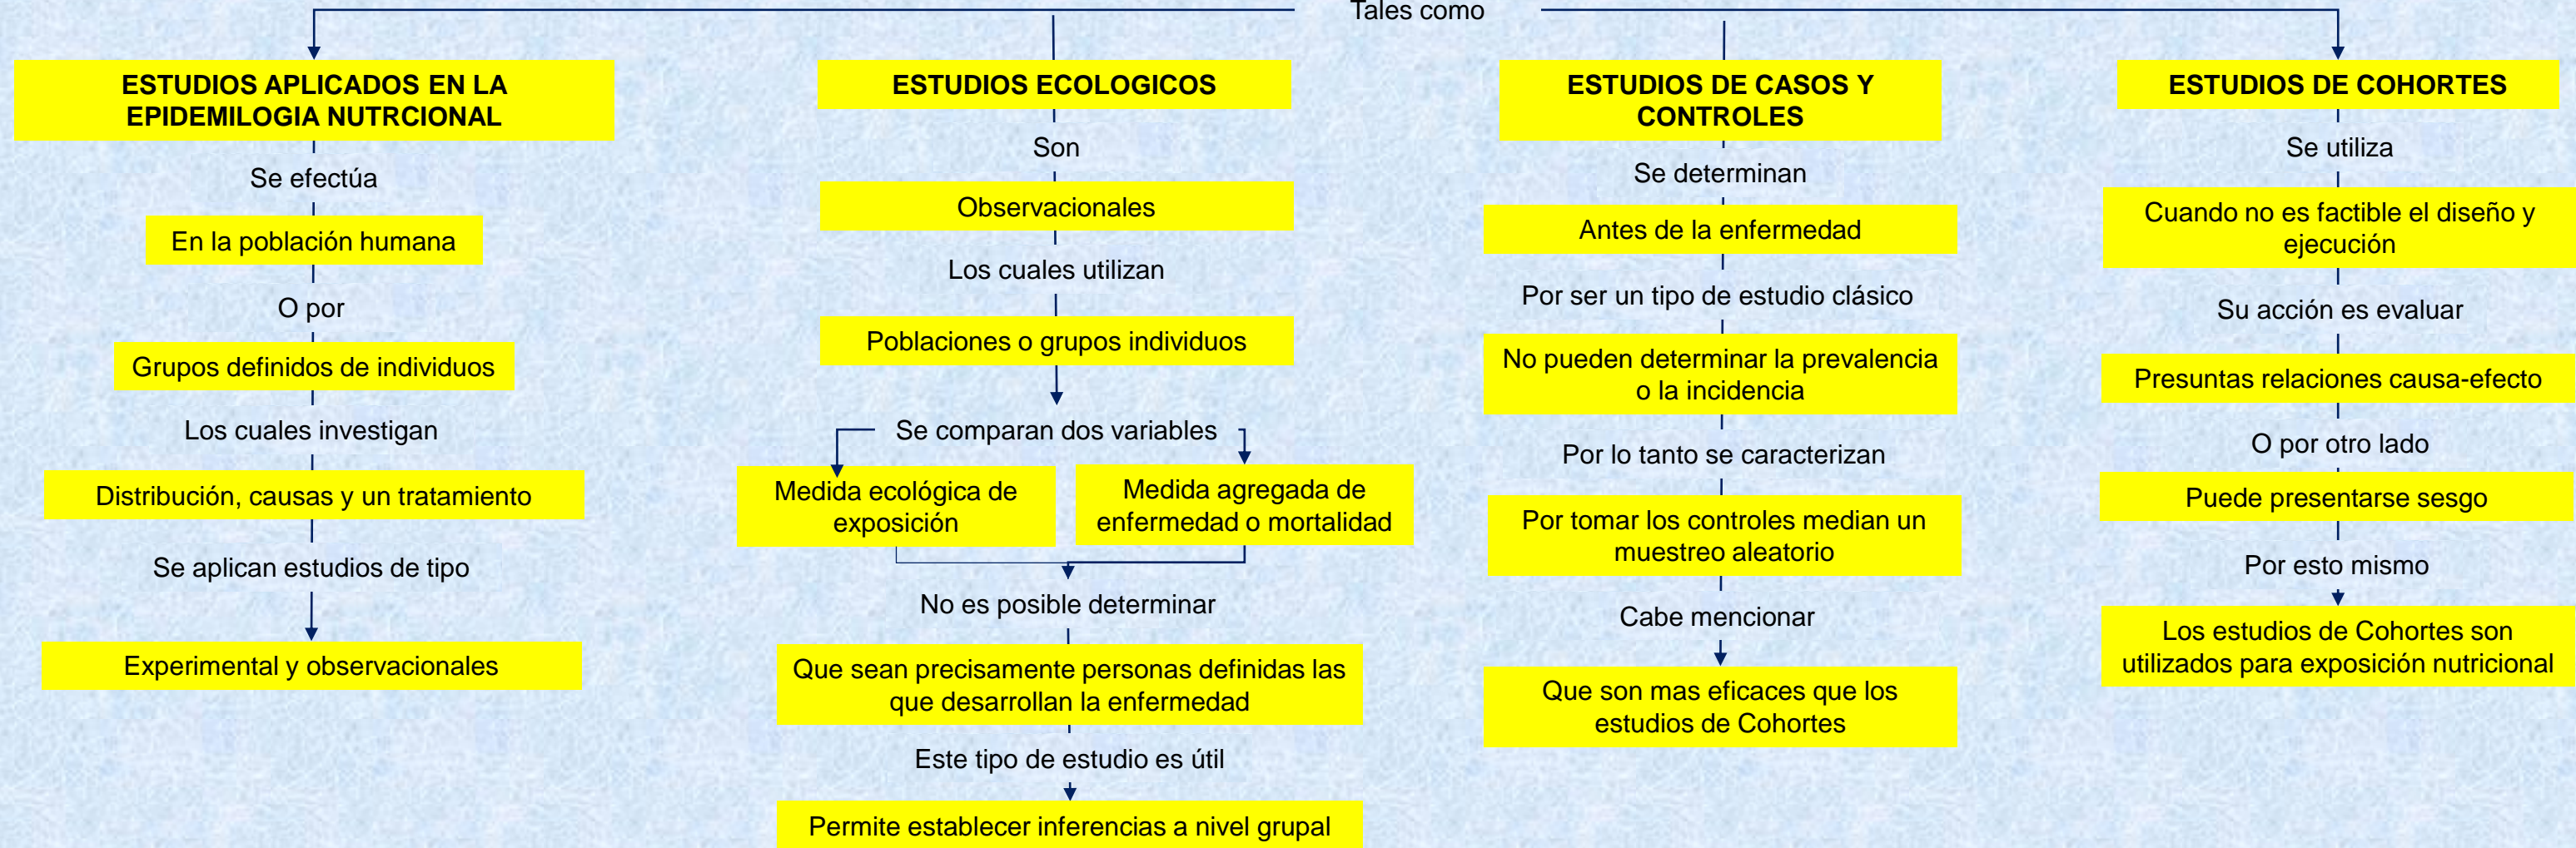 Tales como
ESTUDIOS APLICADOS EN LA
EPIDEMILOGIA NUTRCIONAL
Se efectúa
En la población humana
O por
Grupos definidos de individuos
Los cuales investigan
Distribución, causas y un tratamiento
Se aplican estudios de tipo
Experimental y observacionales
ESTUDIOS ECOLOGICOS
Son
Observacionales
Los cuales utilizan
Poblaciones o grupos individuos
Se comparan dos variables
Medida ecológica de
exposición
Medida agregada de
enfermedad o mortalidad
No es posible determinar
Que sean precisamente personas definidas las
que desarrollan la enfermedad
Este tipo de estudio es útil
Permite establecer inferencias a nivel grupal
ESTUDIOS DE CASOS Y
CONTROLES
Se determinan
Antes de la enfermedad
Por ser un tipo de estudio clásico
No pueden determinar la prevalencia
o la incidencia
Por lo tanto se caracterizan
Por tomar los controles median un
muestreo aleatorio
Cabe mencionar
Que son mas eficaces que los
estudios de Cohortes
ESTUDIOS DE COHORTES
Se utiliza
Cuando no es factible el diseño y
ejecución
Su acción es evaluar
Presuntas relaciones causa-efecto
O por otro lado
Puede presentarse sesgo
Por esto mismo
Los estudios de Cohortes son
utilizados para exposición nutricional